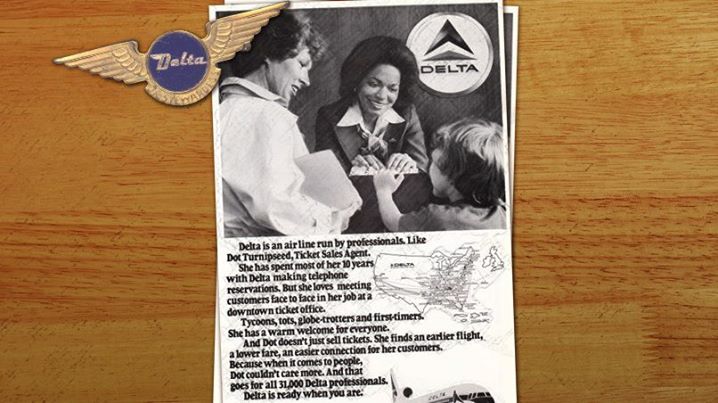 Delta
DELTA
Delta is an air line run by professionals. Like
Dot Turnipseed, Ticket Sales Agent.
She has spent most of her 10 years
with Delta making telephone
reservations. But she loves meeting
customers face to face in her job at a
downtown ticket office.
Tycoons, tots, globe-trotters and first-timers.
She has a warm welcome for everyone.
And Dot doesn't just sell tickets. She finds an earlier flight,
a lower fare, an easier connection for her customers.
Because when it comes to people,
Dot couldn't care more. And that
goes for all 31,000 Delta professionals.
Delta is ready when you are.
DELTA
DELTA